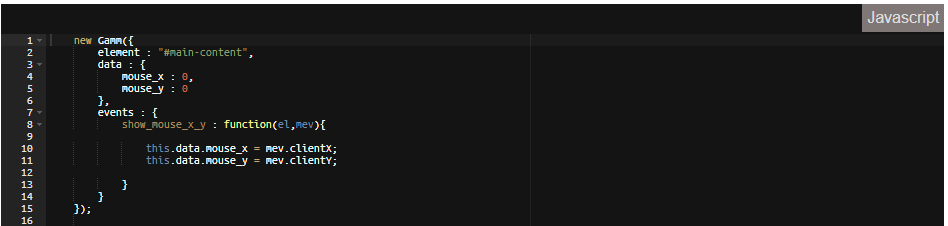 Javascript
1 new Gamm({
2 element : "#main-content",
3 data : {
4 mouse_x : 0,
5 mouse_y : 0
6 },
7 events : {
8 show_mouse_x_y : function(el,mev){
9
10 this.data.mouse_x = mev.clientX;
11 this.data.mouse_y = mev.clientY;
12
13 }
14 }
15 });
16